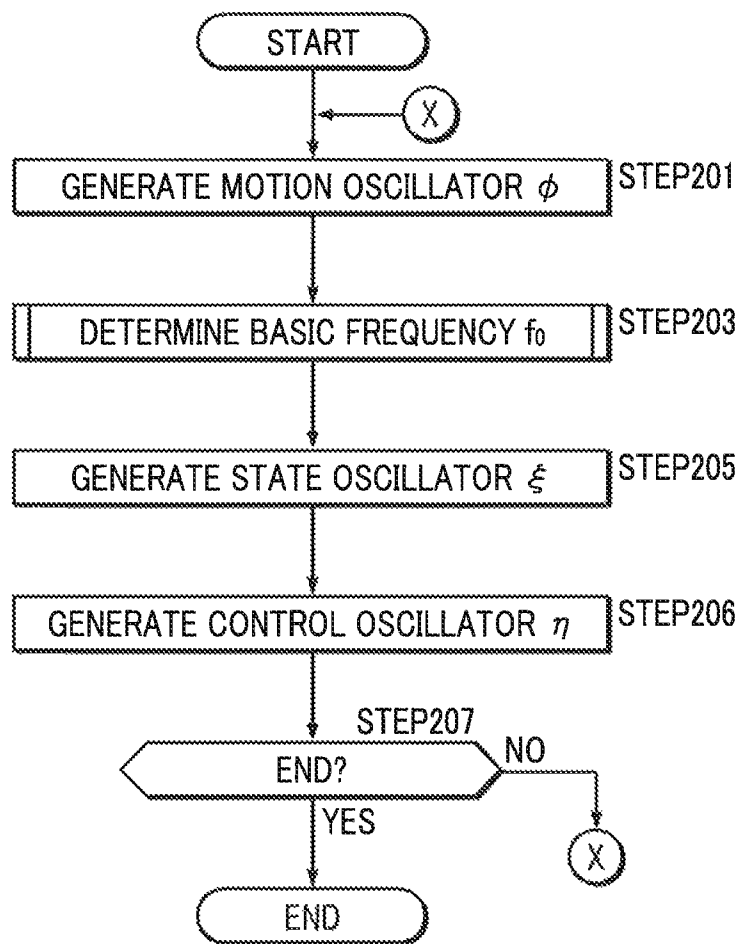 START
X
GENERATE MOTION OSCILLATOR ϕ STEP201
DETERMINE BASIC FREQUENCY f₀ STEP203
GENERATE STATE OSCILLATOR ξ STEP205
GENERATE CONTROL OSCILLATOR η STEP206
STEP207
END? NO
YES
X
END